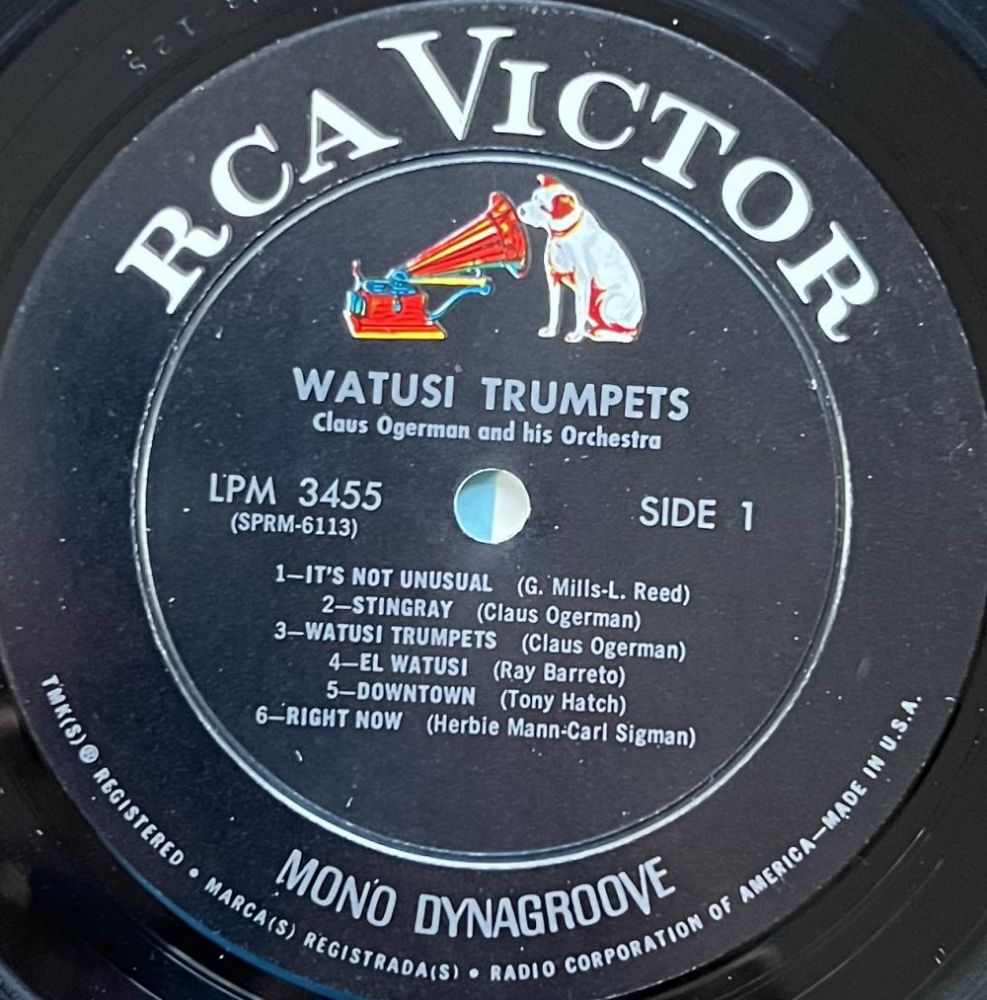 RCA VICTOR
WATUSI TRUMPETS
Claus Ogerman and his Orchestra
LPM 3455
(SPRM-6113)
SIDE 1
1—IT'S NOT UNUSUAL (G. Mills-L. Reed)
2—STINGRAY (Claus Ogerman)
3—WATUSI TRUMPETS (Claus Ogerman)
4—EL WATUSI (Ray Barreto)
5—DOWNTOWN (Tony Hatch)
6—RIGHT NOW (Herbie Mann-Carl Sigman)
MONO DYNAGROOVE
TMK(S) ® REGISTERED • MARCA(S) REGISTRADA(S) • RADIO CORPORATION OF AMERICA—MADE IN U.S.A.